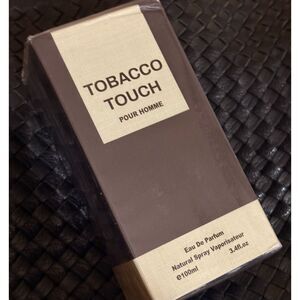 TOBACCO
TOUCH
POUR HOMME
Eau De Parfum
Natural Spray Vaporisateur
e100ml 3.4fl.oz